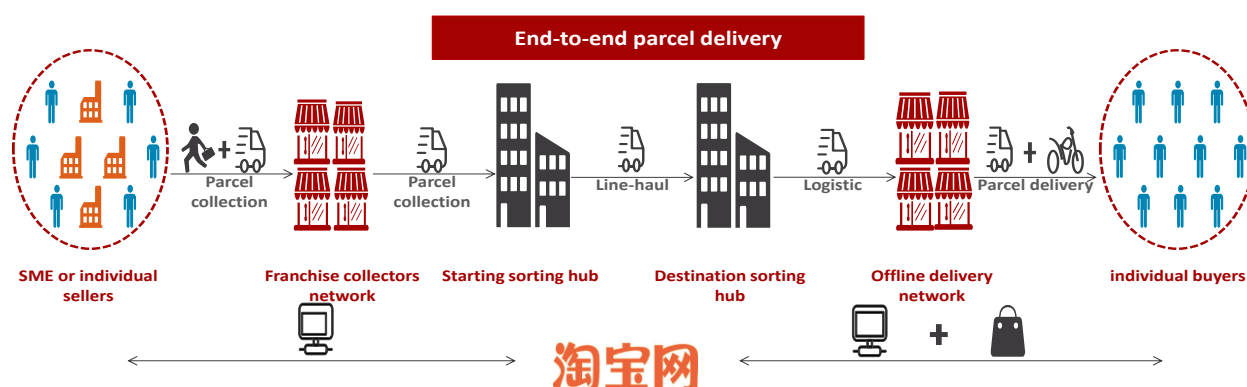 End-to-end parcel delivery
Parcel
collection
Parcel
collection
Line-haul
Logistic
Parcel delivery
SME or individual
sellers
Franchise collectors
network
Starting sorting hub
Destination sorting
hub
Offline delivery
network
individual buyers
淘宝网